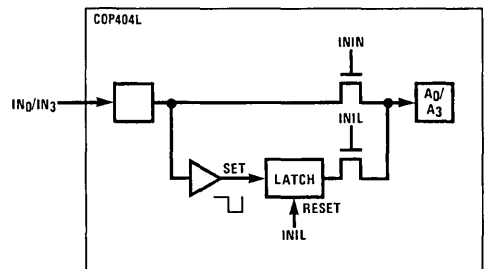 COP404L
ININ
IN0/IN3
A0/
A3
INIL
SET
LATCH
RESET
INIL